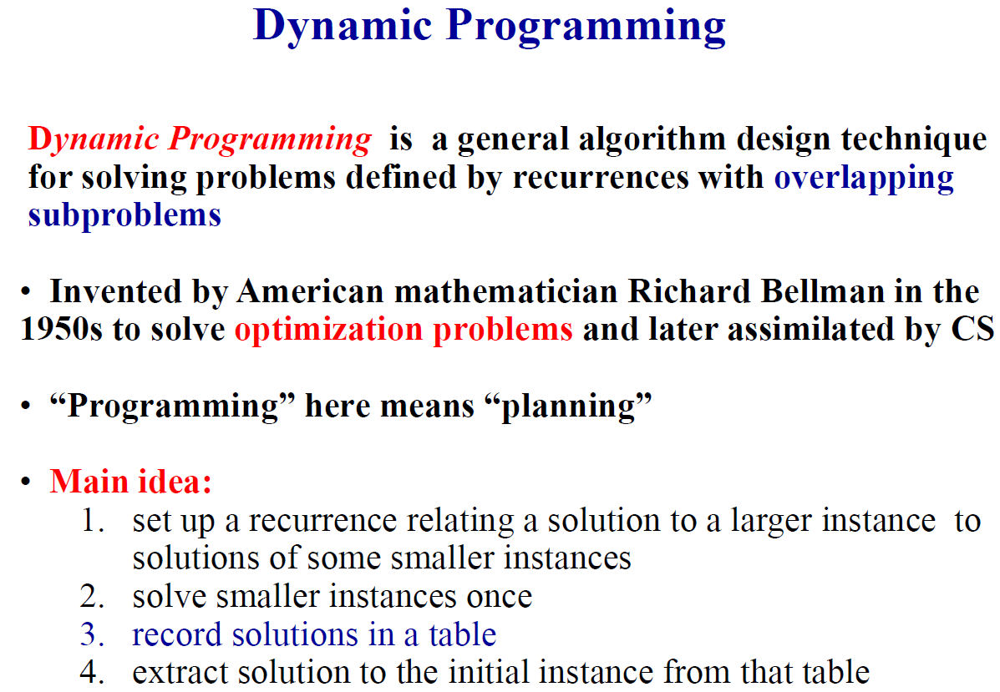 Dynamic Programming
Dynamic Programming is a general algorithm design technique
for solving problems defined by recurrences with overlapping
subproblems
• Invented by American mathematician Richard Bellman in the
1950s to solve optimization problems and later assimilated by CS
• “Programming” here means “planning”
• Main idea:
1. set up a recurrence relating a solution to a larger instance to
solutions of some smaller instances
2. solve smaller instances once
3. record solutions in a table
4. extract solution to the initial instance from that table